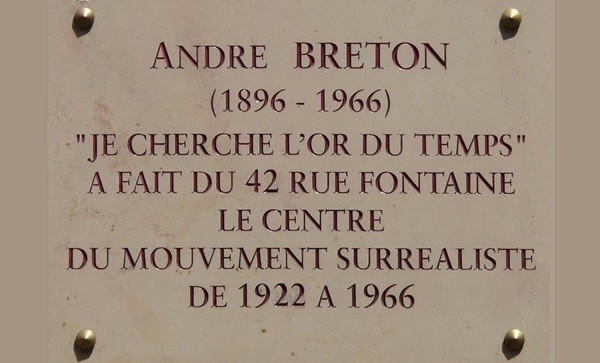 ANDRE BRETON
(1896 - 1966)
"JE CHERCHE L'OR DU TEMPS"
A FAIT DU 42 RUE FONTAINE
LE CENTRE
DU MOUVEMENT SURREALISTE
DE 1922 A 1966